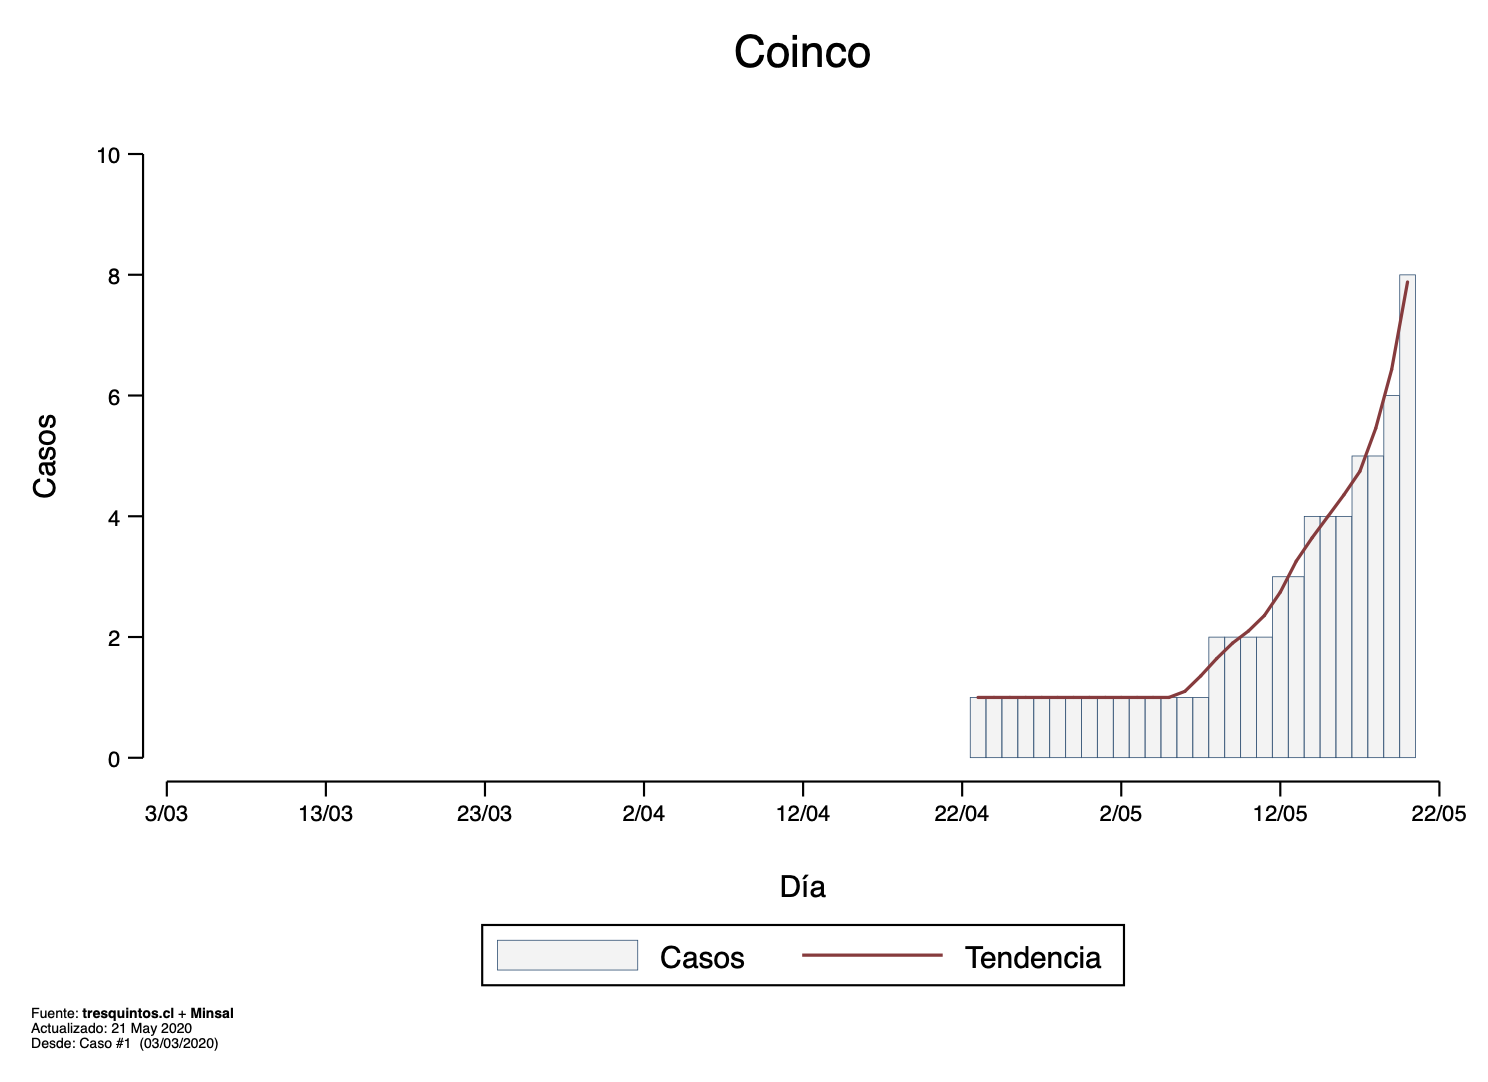 Coinco
10
8
6
4
2
0
Casos
3/03 13/03 23/03 2/04 12/04 22/04 2/05 12/05 22/05
Día
Casos Tendencia
Fuente: tresquintos.cl + Minsal
Actualizado: 21 May 2020
Desde: Caso #1 (03/03/2020)